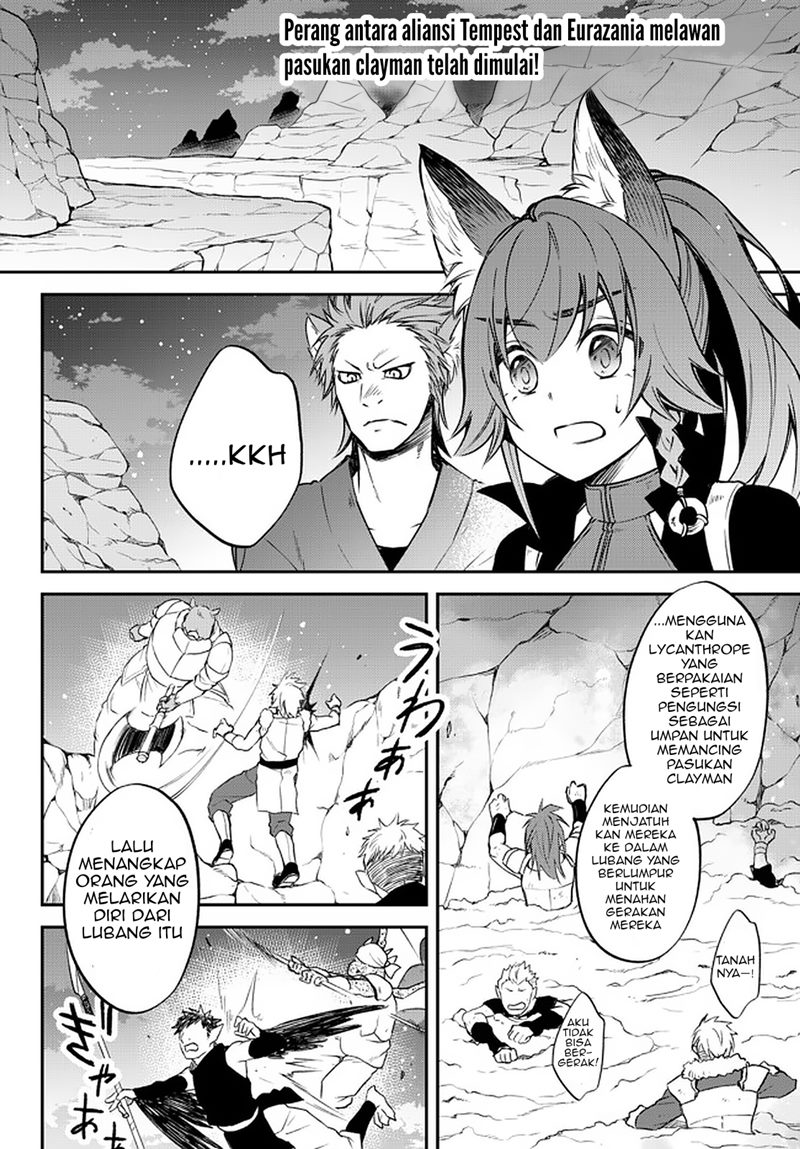 Perang antara aliansi Tempest dan Eurazania melawan
pasukan clayman telah dimulai!
.....KKH
...MENGGUNA
KAN
LYCANTHROPE
YANG
BERPAKAIAN
SEPERTI
PENGUNGSI
SEBAGAI
UMPAN UNTUK
MEMANCING
PASUKAN
CLAYMAN
KEMUDIAN
MENJATUH
KAN MEREKA
KE DALAM
LUBANG YANG
BERLUMPUR
UNTUK
MENAHAN
GERAKAN
MEREKA
TANAH
NYA-!
AKU
TIDAK
BISA
BER-
GERAK!
うわぁぁ
LALU
MENANGKAP
ORANG YANG
MELARIKAN
DIRI DARI
LUBANG ITU
ぎゃああ